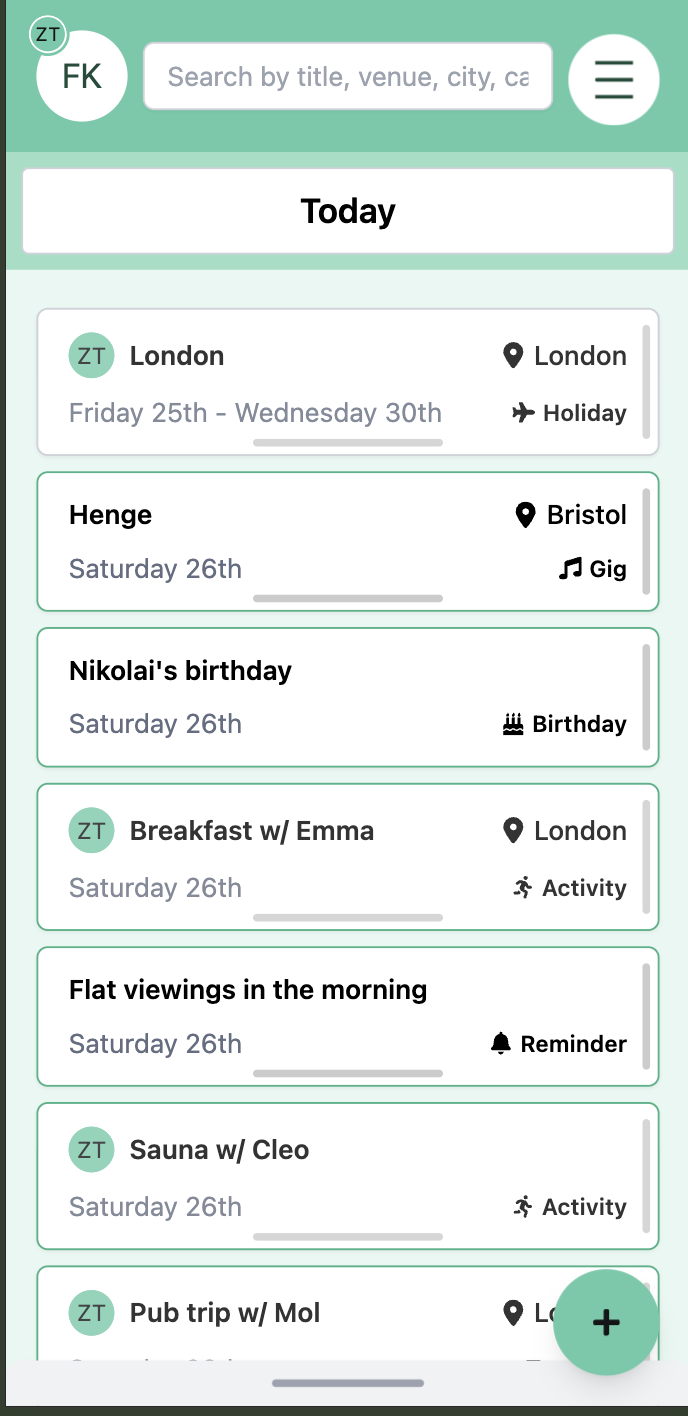 ZT
FK
Search by title, venue, city, ca
Today
ZT London London
Friday 25th - Wednesday 30th Holiday
Henge Bristol
Saturday 26th Gig
Nikolai's birthday
Saturday 26th Birthday
ZT Breakfast w/ Emma London
Saturday 26th Activity
Flat viewings in the morning
Saturday 26th Reminder
ZT Sauna w/ Cleo
Saturday 26th Activity
ZT Pub trip w/ Mol
+